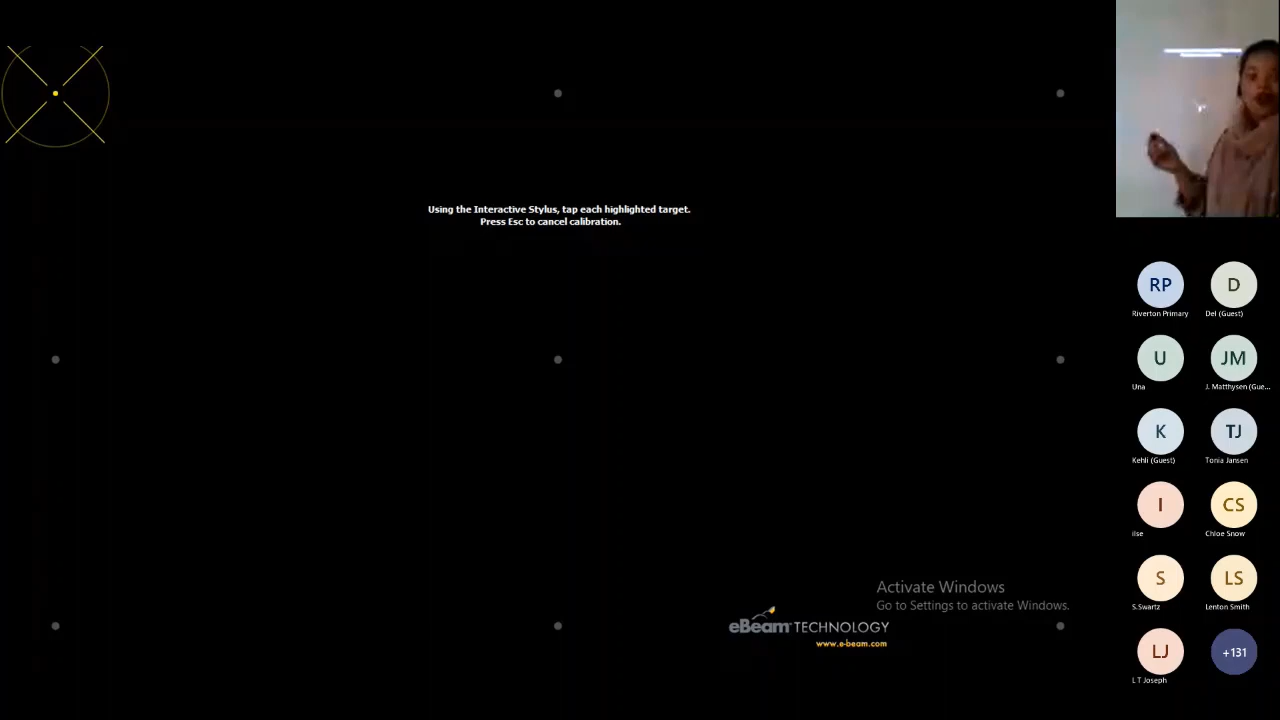 Using the Interactive Stylus, tap each highlighted target.
Press Esc to cancel calibration.
RP
D
Riverton Primary
Del (Guest)
U
JM
Una
J. Matthysen (Gue...
K
TJ
Kehli (Guest)
Tonia Jansen
I
CS
ilse
Chloe Snow
S
LS
S.Swartz
Lenton Smith
LJ
+131
L T Joseph
Activate Windows
Go to Settings to activate Windows.
eBeam TECHNOLOGY
www.e-beam.com